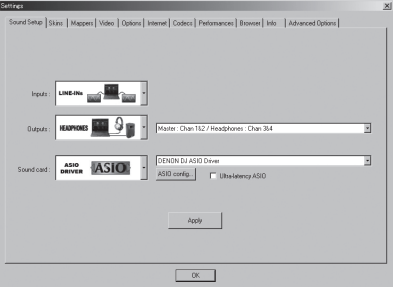 Settings
Sound Setup Skins Mappers Video Options Internet Codecs Performances Browser Info Advanced Options
Inputs : LINE-INs
Outputs : HEADPHONES Master : Chan 1&2 / Headphones : Chan 3&4
DENON DJ ASIO Driver
Sound card : ASIO DRIVER ASIO
ASIO config... Ultra-latency ASIO
Apply
OK